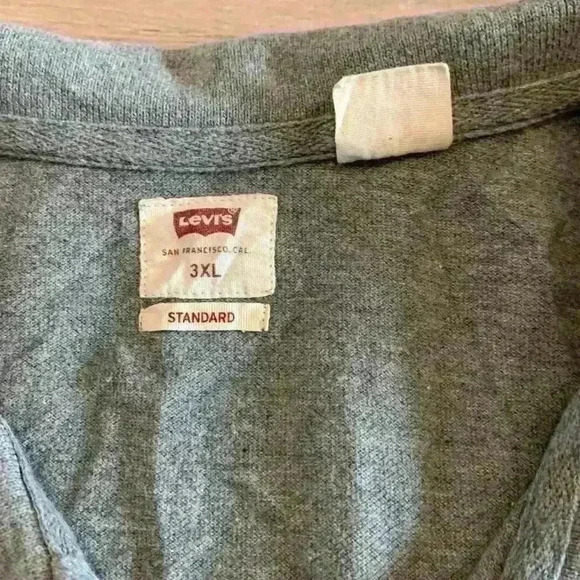 Levi's®
SAN FRANCISCO, CAL.
3XL
STANDARD